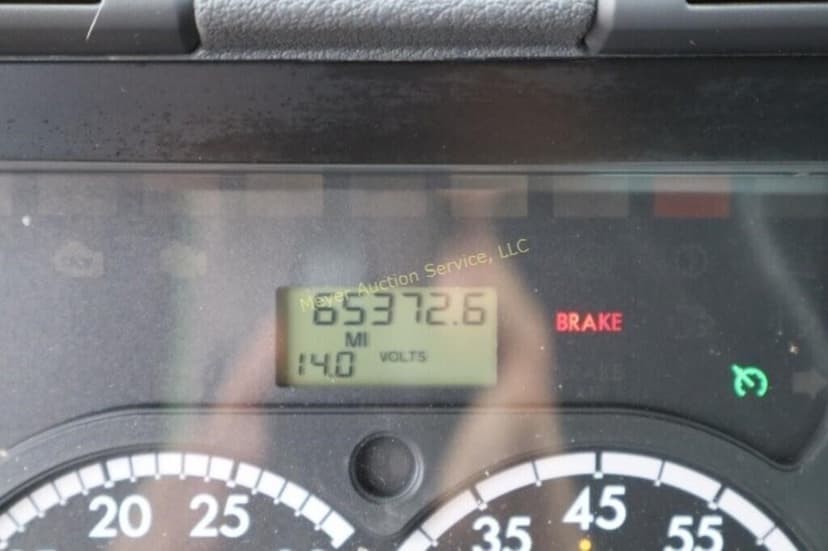 Meyer Auction Service, LLC
65372.6
MI
14.0 VOLTS
BRAKE
20 25
35 45 55